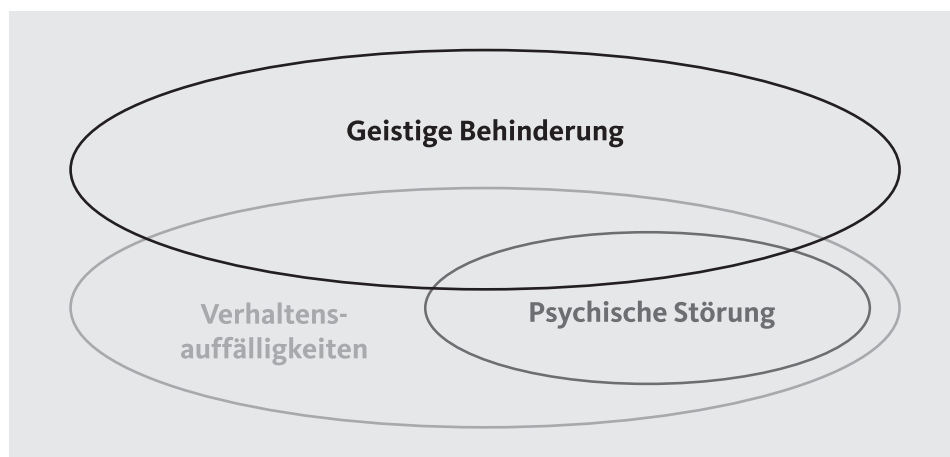 Geistige Behinderung
Verhaltens-
auffälligkeiten
Psychische Störung